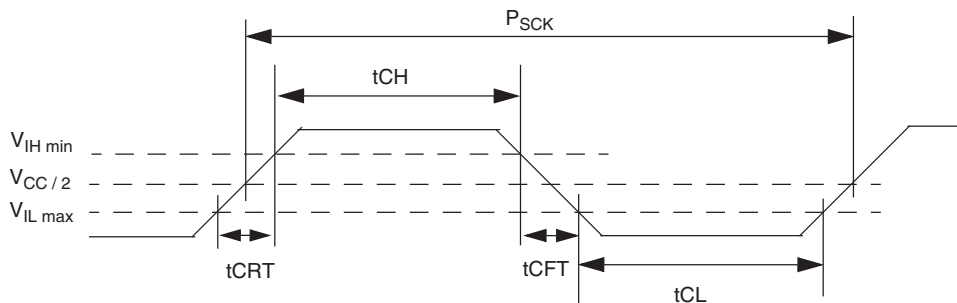 PSCK
tCH
VIH min
VCC / 2
VIL max
tCRT
tCFT
tCL